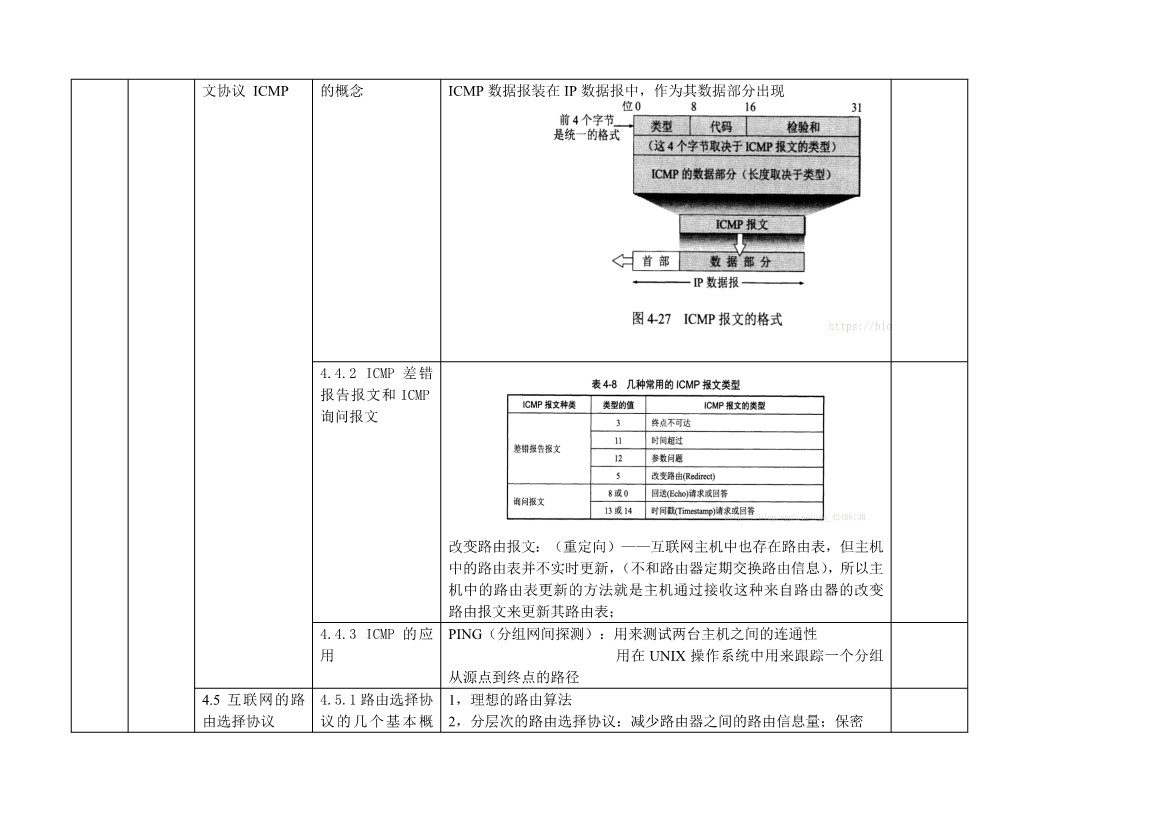 文协议 ICMP
的概念
ICMP 数据报装在 IP 数据报中，作为其数据部分出现
位 0 8 16 31
前 4 个字节
是统一的格式
类型 代码 检验和
（这 4 个字节取决于 ICMP 报文的类型）
ICMP 的数据部分（长度取决于类型）
ICMP 报文
首 部 数 据 部 分
IP 数据报
图 4-27 ICMP 报文的格式
https://blo
4.4.2 ICMP 差错
报告报文和 ICMP
询问报文
表 4-8 几种常用的 ICMP 报文类型
ICMP 报文种类 类型的值 ICMP 报文的类型
差错报告报文
3 终点不可达
11 时间超过
12 参数问题
5 改变路由(Redirect)
询问报文
8 或 0 回送(Echo)请求或回答
13 或 14 时间戳(Timestamp)请求或回答
改变路由报文：（重定向）——互联网主机中也存在路由表，但主机
中的路由表并不实时更新，（不和路由器定期交换路由信息），所以主
机中的路由表更新的方法就是主机通过接收这种来自路由器的改变
路由报文来更新其路由表；
4.4.3 ICMP 的应
用
PING（分组网间探测）：用来测试两台主机之间的连通性
用在 UNIX 操作系统中用来跟踪一个分组
从源点到终点的路径
4.5 互联网的路
由选择协议
4.5.1 路由选择协
议的几个基本概
1，理想的路由算法
2，分层次的路由选择协议：减少路由器之间的路由信息量；保密